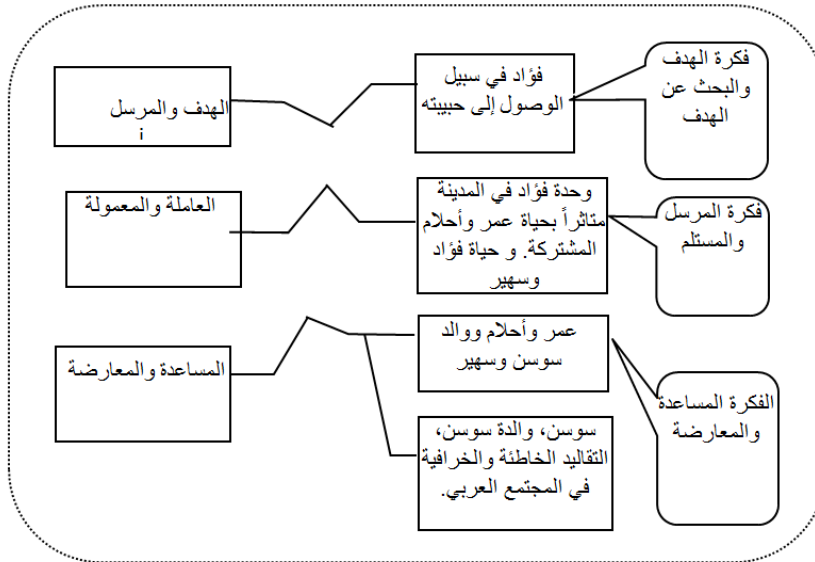 فكرة الهدف
والبحث عن
الهدف
فؤاد في سبيل
الوصول إلى حبيبته
الهدف والمرسل
i
فكرة المرسل
والمستلم
وحدة فؤاد في المدينة
متاثراً بحياة عمر وأحلام
المشتركة. و حياة فؤاد
وسهير
العاملة والمعمولة
الفكرة المساعدة
والمعارضة
عمر وأحلام ووالد
سوسن وسهير
سوسن، والدة سوسن،
التقاليد الخاطئة والخرافية
في المجتمع العربي.
المساعدة والمعارضة